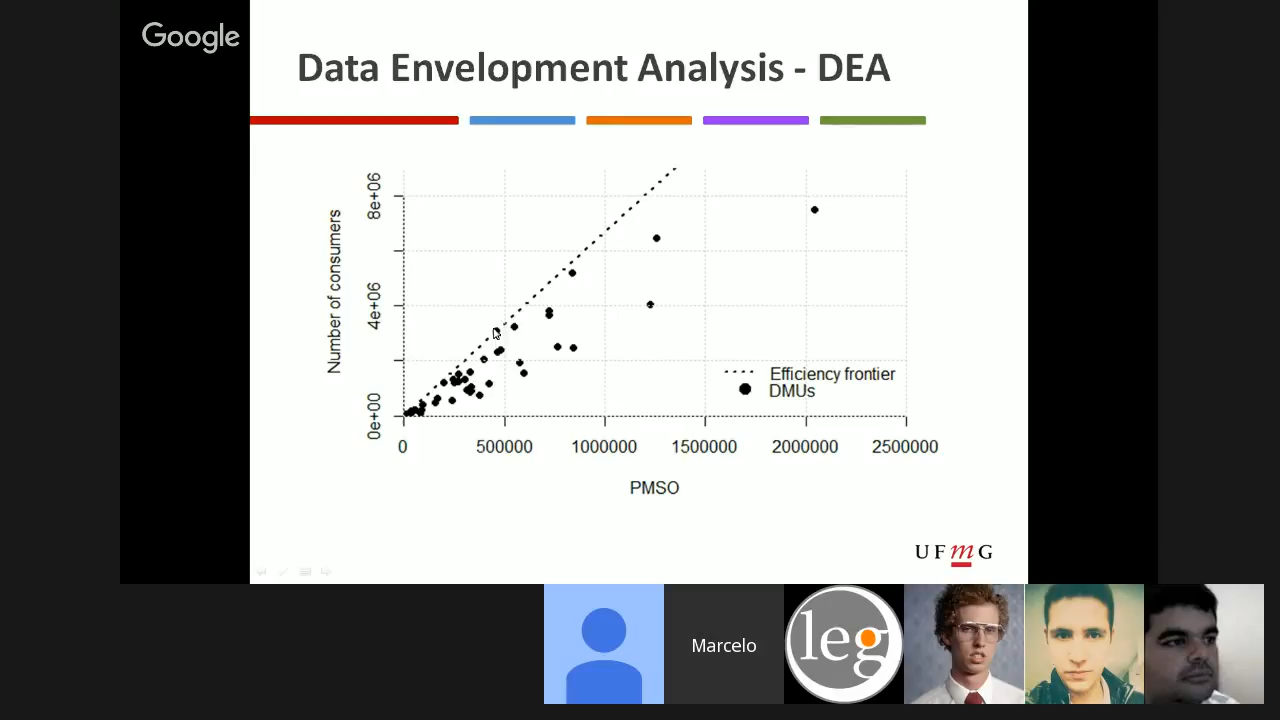 Google
Data Envelopment Analysis - DEA
Number of consumers
8e+06
4e+06
0e+00
Efficiency frontier
DMUs
0 500000 1000000 1500000 2000000 2500000
PMSO
UFmG
Marcelo
leg